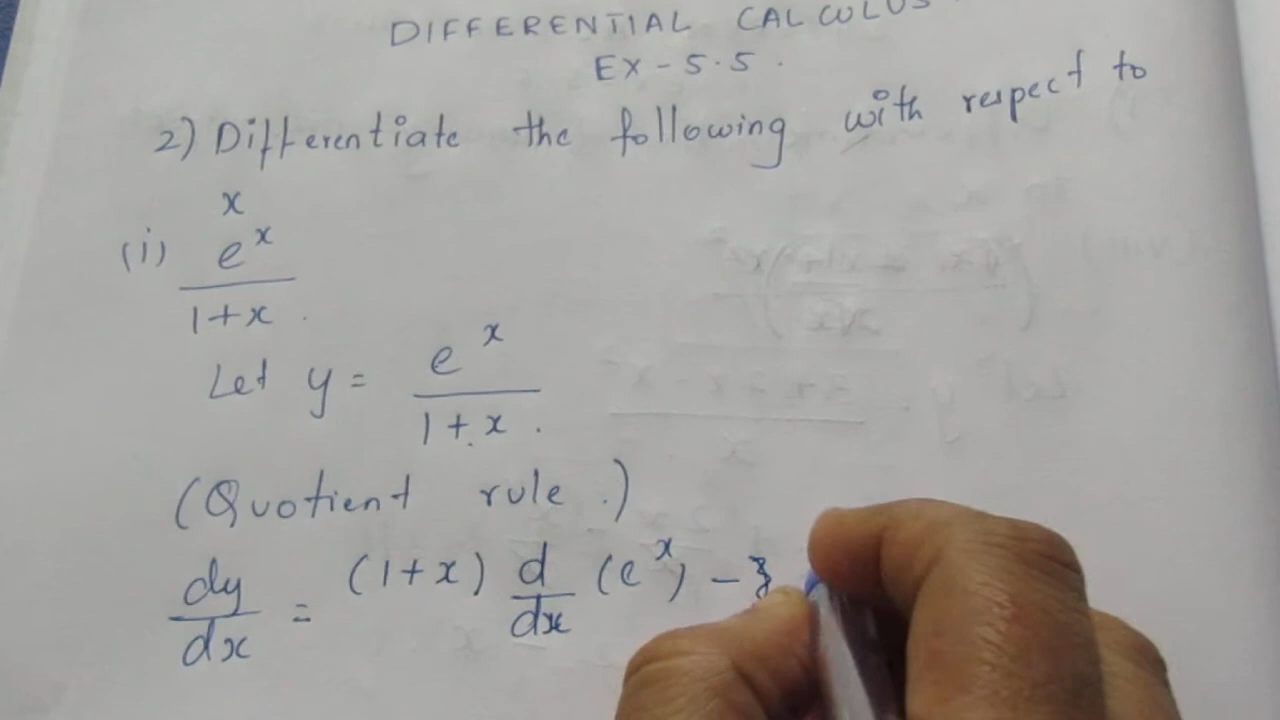 DIFFERENTIAL CALCULUS
EX-5.5.
2) Differentiate the following with respect to
x
(i) e^x
1+x.
Let y = e^x
1+x.
(Quotient rule.)
dy/dx = (1+x) d/dx (e^x) -